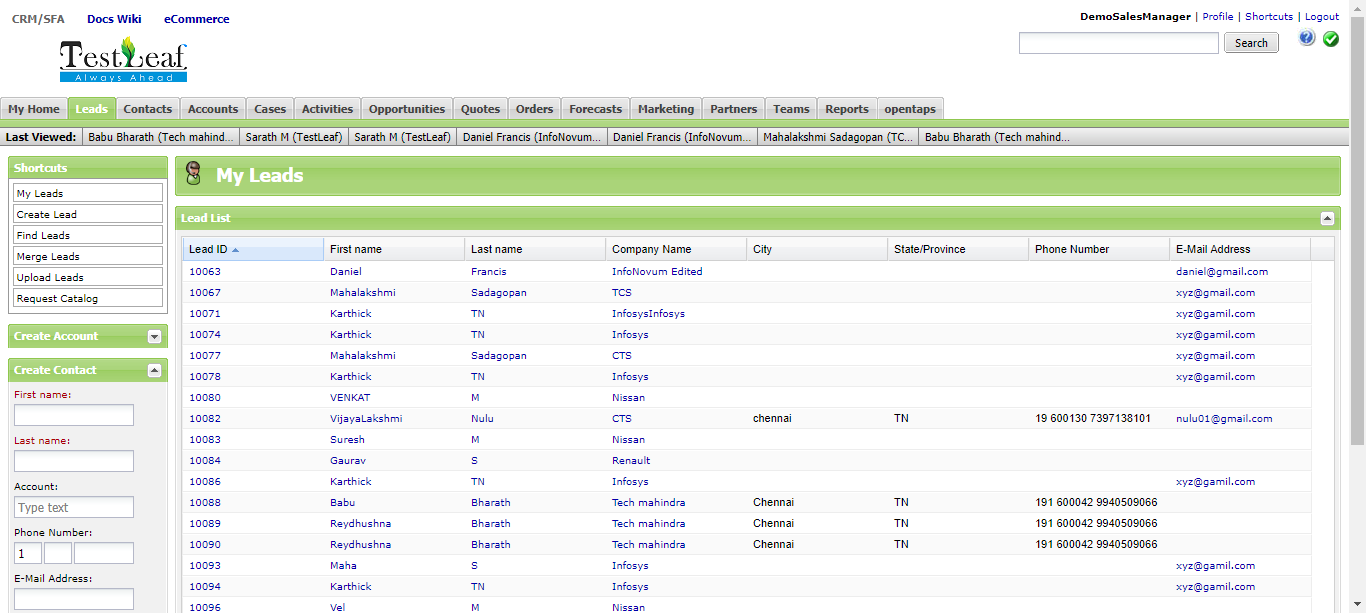 CRM/SFA Docs Wiki eCommerce
DemoSalesManager | Profile | Shortcuts | Logout
TestLeaf
Always Ahead
Search
?
My Home Leads Contacts Accounts Cases Activities Opportunities Quotes Orders Forecasts Marketing Partners Teams Reports opentaps
Last Viewed: Babu Bharath (Tech mahind... Sarath M (TestLeaf) Sarath M (TestLeaf) Daniel Francis (InfoNovum... Daniel Francis (InfoNovum... Mahalakshmi Sadagopan (TC... Babu Bharath (Tech mahind...
Shortcuts
My Leads
Create Lead
Find Leads
Merge Leads
Upload Leads
Request Catalog
Create Account
Create Contact
First name:
Last name:
Account:
Type text
Phone Number:
1
E-Mail Address:
My Leads
Lead List
Lead ID First name Last name Company Name City State/Province Phone Number E-Mail Address
10063 Daniel Francis InfoNovum Edited daniel@gmail.com
10067 Mahalakshmi Sadagopan TCS xyz@gmail.com
10071 Karthick TN InfosysInfosys xyz@gamil.com
10074 Karthick TN Infosys xyz@gamil.com
10077 Mahalakshmi Sadagopan CTS xyz@gmail.com
10078 Karthick TN Infosys xyz@gamil.com
10080 VENKAT M Nissan
10082 VijayaLakshmi Nulu CTS chennai TN 19 600130 7397138101 nulu01@gmail.com
10083 Suresh M Nissan
10084 Gaurav S Renault
10086 Karthick TN Infosys xyz@gamil.com
10088 Babu Bharath Tech mahindra Chennai TN 191 600042 9940509066
10089 Reydhushna Bharath Tech mahindra Chennai TN 191 600042 9940509066
10090 Reydhushna Bharath Tech mahindra Chennai TN 191 600042 9940509066
10093 Maha S Infosys xyz@gamil.com
10094 Karthick TN Infosys xyz@gamil.com
10096 Vel M Nissan